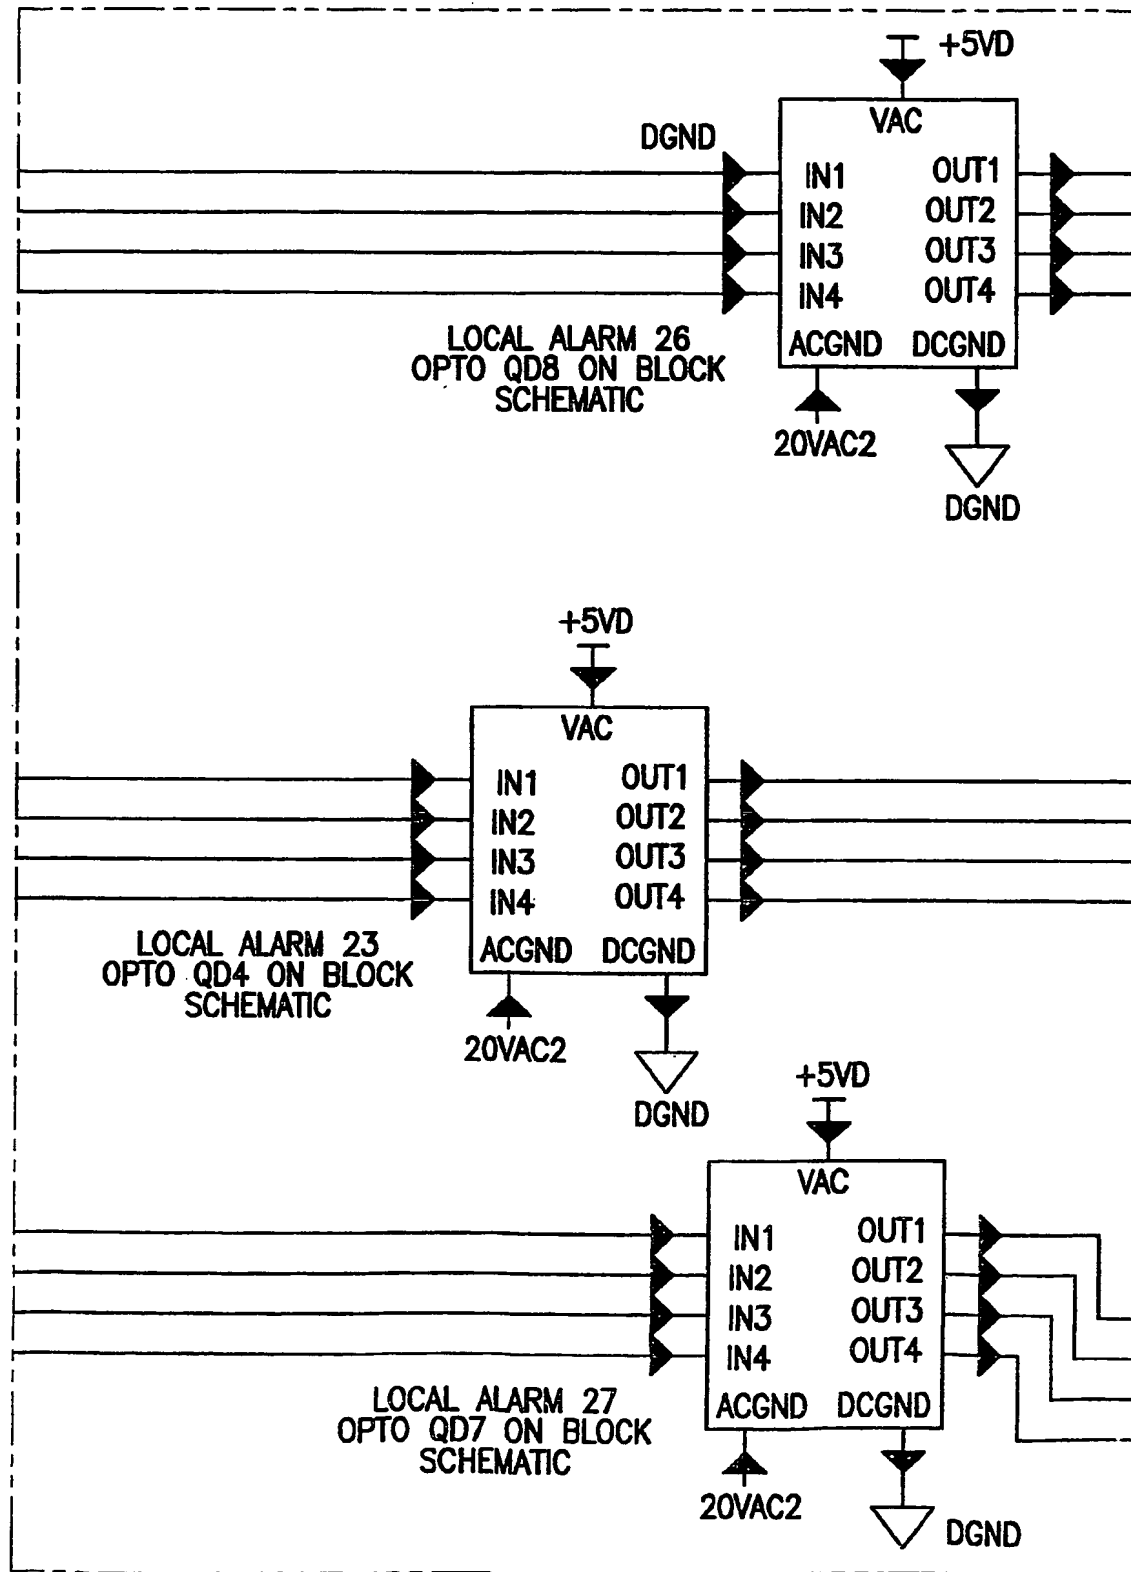 +5VD
VAC
DGND
IN1 OUT1
IN2 OUT2
IN3 OUT3
IN4 OUT4
ACGND DCGND
LOCAL ALARM 26
OPTO QD8 ON BLOCK
SCHEMATIC
20VAC2
DGND
+5VD
VAC
IN1 OUT1
IN2 OUT2
IN3 OUT3
IN4 OUT4
ACGND DCGND
LOCAL ALARM 23
OPTO QD4 ON BLOCK
SCHEMATIC
20VAC2
DGND
+5VD
VAC
IN1 OUT1
IN2 OUT2
IN3 OUT3
IN4 OUT4
ACGND DCGND
LOCAL ALARM 27
OPTO QD7 ON BLOCK
SCHEMATIC
20VAC2
DGND